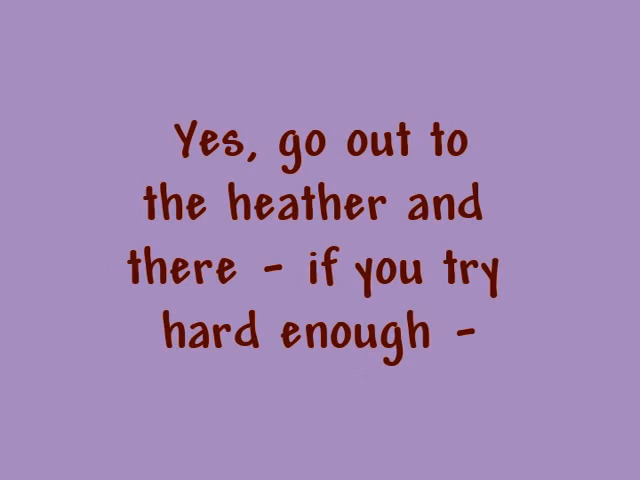 Yes, go out to
the heather and
there - if you try
hard enough -